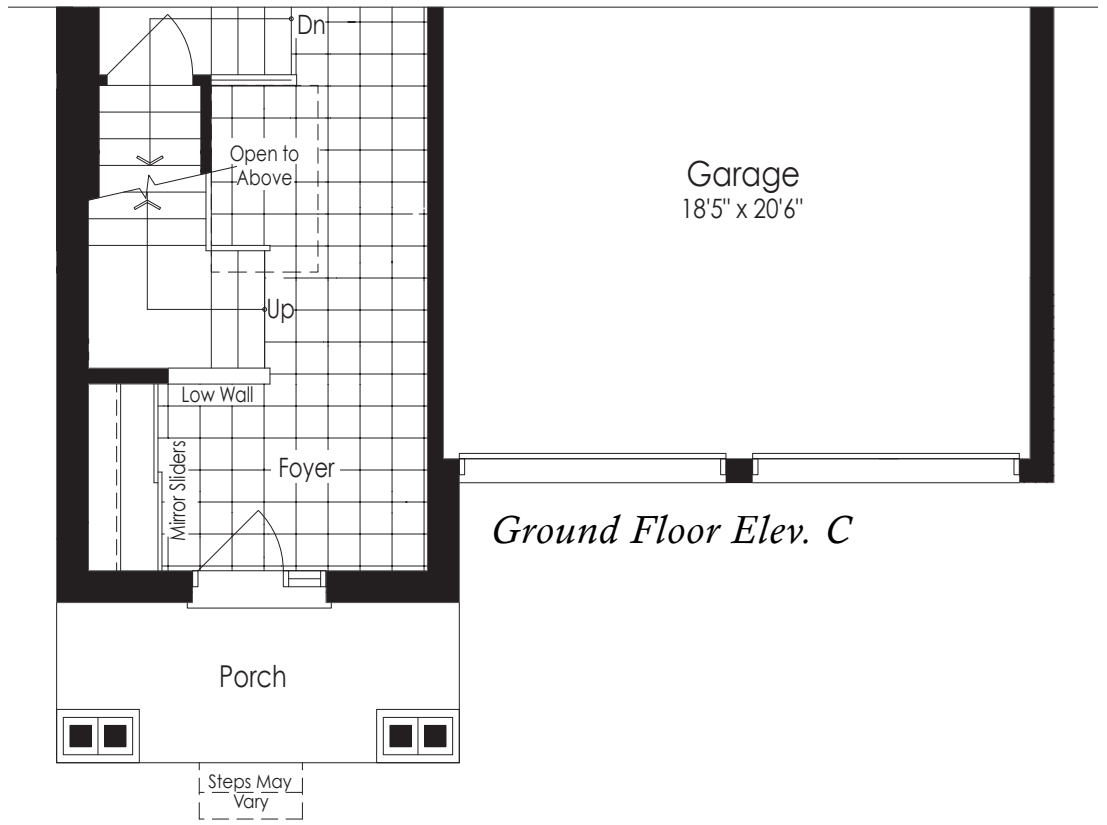 Dn
Open to
Above
Garage
18'5" x 20'6"
Up
Low Wall
Mirror Sliders
Foyer
Ground Floor Elev. C
Porch
Steps May
Vary